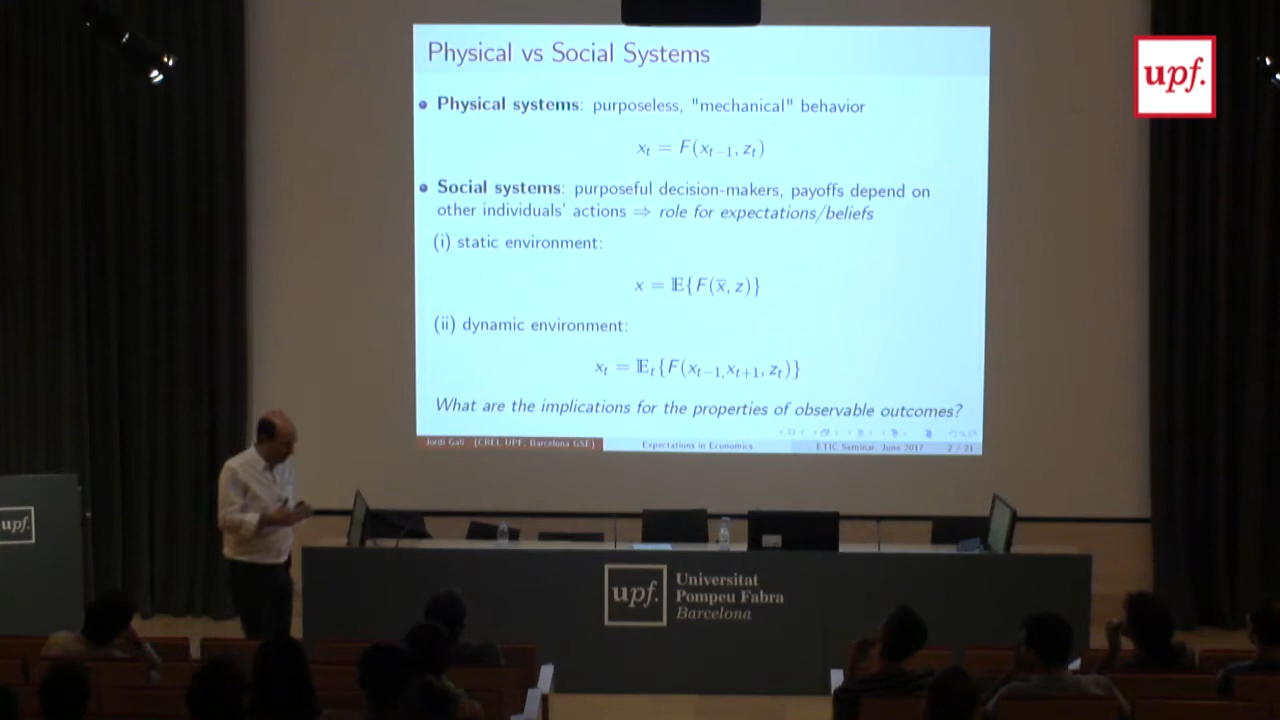 Physical vs Social Systems
upf.
• Physical systems: purposeless, "mechanical" behavior
xₜ = F(xₜ₋₁, zₜ)
• Social systems: purposeful decision-makers, payoffs depend on
other individuals' actions ⇒ role for expectations/beliefs
(i) static environment:
x = 𝔼{F(x̅, z)}
(ii) dynamic environment:
xₜ = 𝔼ₜ{F(xₜ₋₁,xₜ₊₁, zₜ)}
What are the implications for the properties of observable outcomes?
Jordi Galí (CREI, UPF, Barcelona GSE) Expectations in Economics ETIC Seminar, June 2017 2 / 21
upf.
upf.
Universitat
Pompeu Fabra
Barcelona